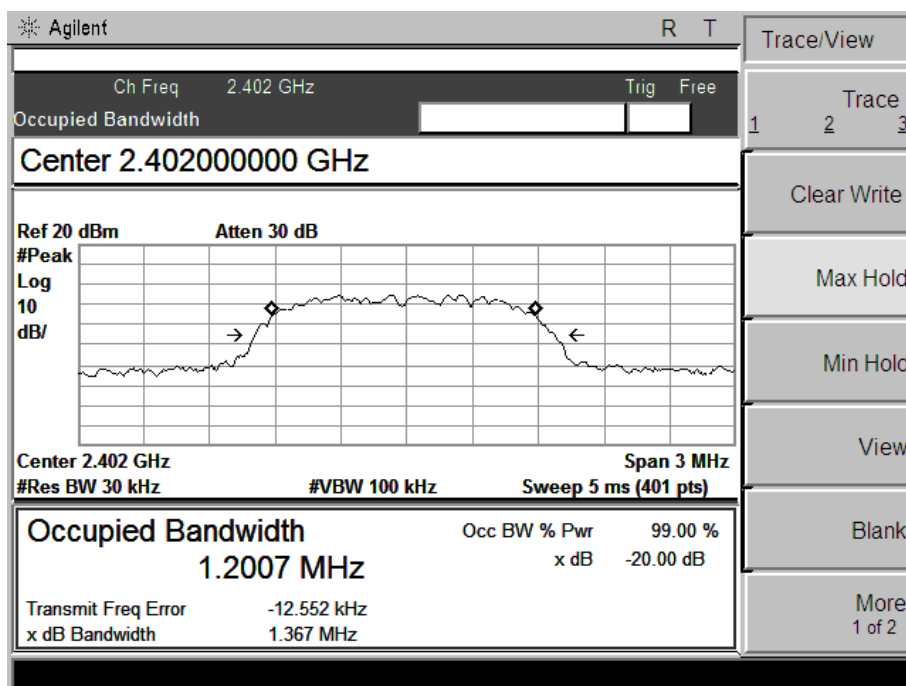 Agilent R T
Ch Freq 2.402 GHz Trig Free
Occupied Bandwidth
Center 2.402000000 GHz
Ref 20 dBm Atten 30 dB
#Peak
Log
10
dB/
Center 2.402 GHz Span 3 MHz
#Res BW 30 kHz #VBW 100 kHz Sweep 5 ms (401 pts)
Occupied Bandwidth Occ BW % Pwr 99.00 %
1.2007 MHz x dB -20.00 dB
Transmit Freq Error -12.552 kHz
x dB Bandwidth 1.367 MHz
Trace/View
Trace
1 2 3
Clear Write
Max Hold
Min Hold
View
Blank
More
1 of 2